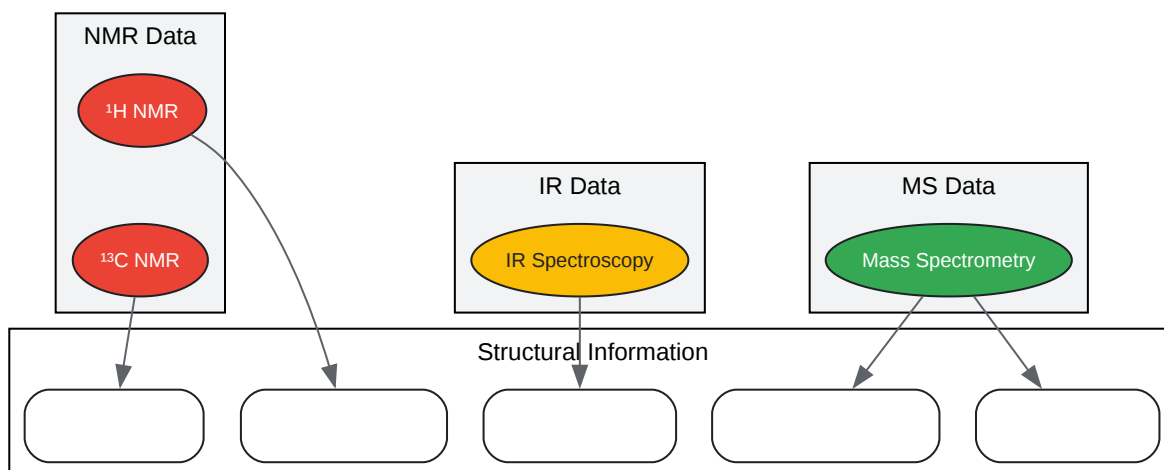 NMR Data
¹H NMR
¹³C NMR
IR Data
IR Spectroscopy
MS Data
Mass Spectrometry
Structural Information